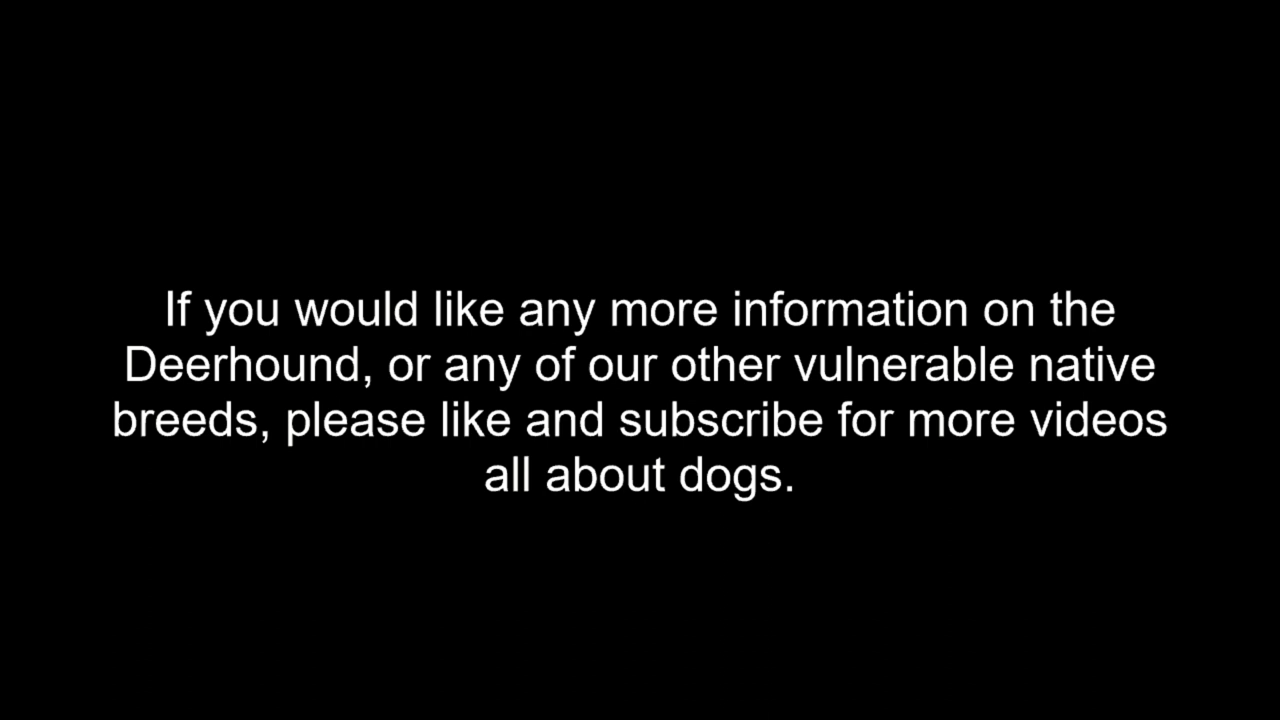 If you would like any more information on the
Deerhound, or any of our other vulnerable native
breeds, please like and subscribe for more videos
all about dogs.